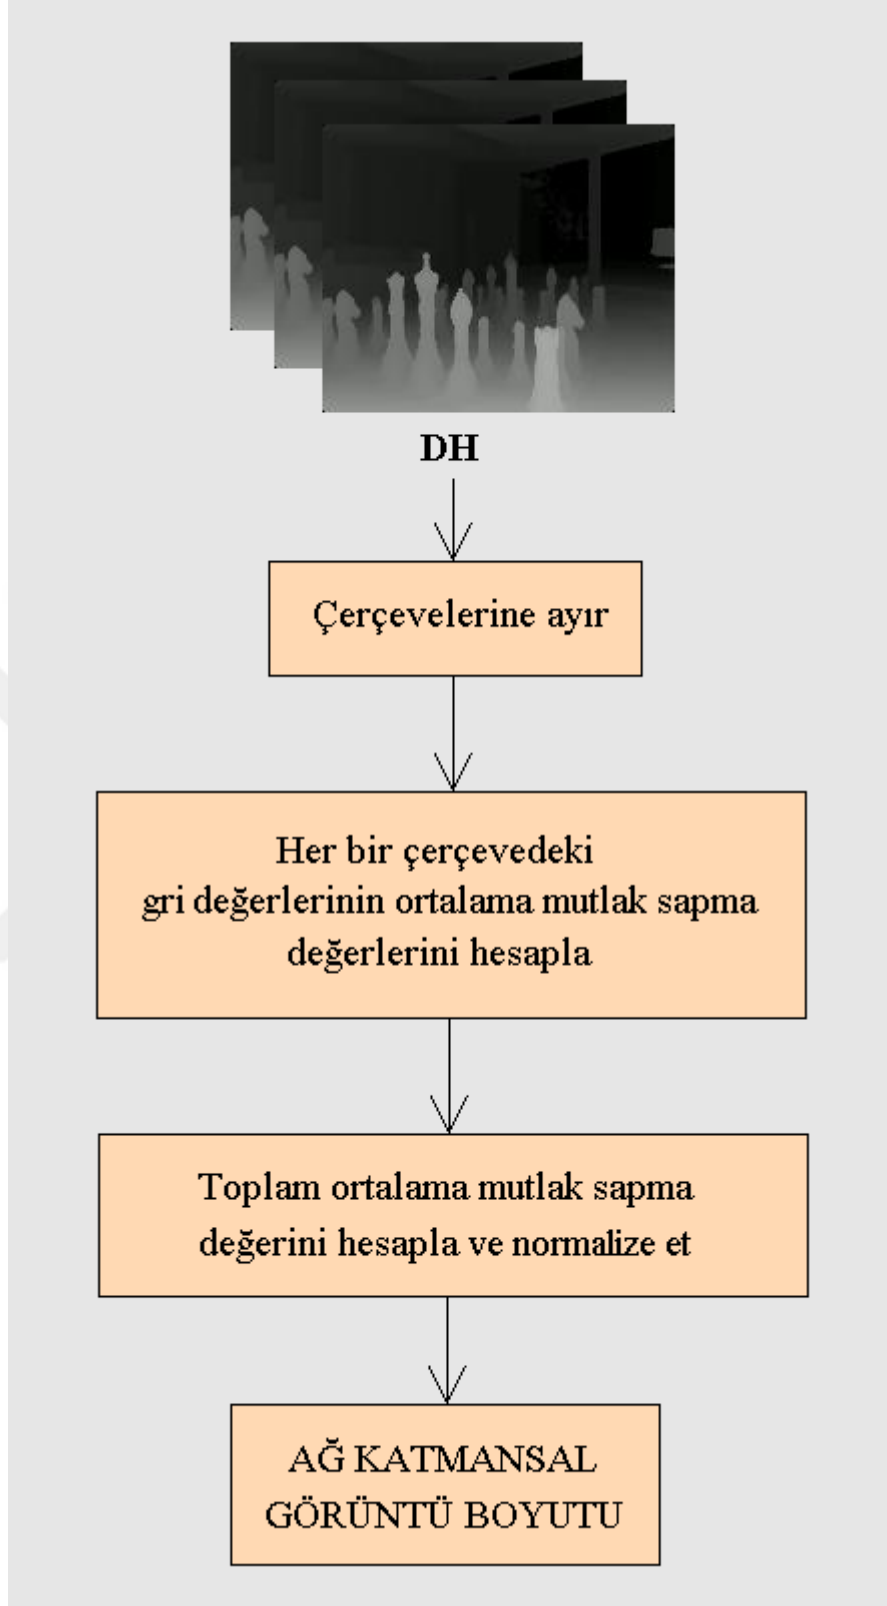 DH
Çerçevelerine ayır
Her bir çerçevedeki
gri değerlerinin ortalama mutlak sapma
değerlerini hesapla
Toplam ortalama mutlak sapma
değerini hesapla ve normalize et
AĞ KATMANSAL
GÖRÜNTÜ BOYUTU